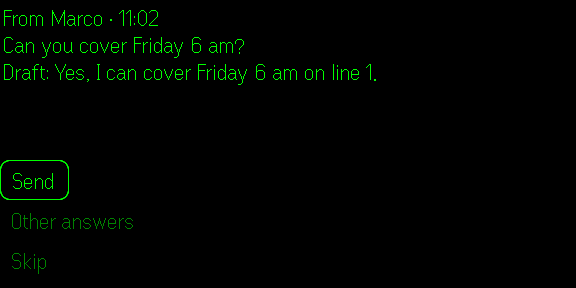 From Marco · 11:02
Can you cover Friday 6 am?
Draft: Yes, I can cover Friday 6 am on line 1.
Send
Other answers
Skip